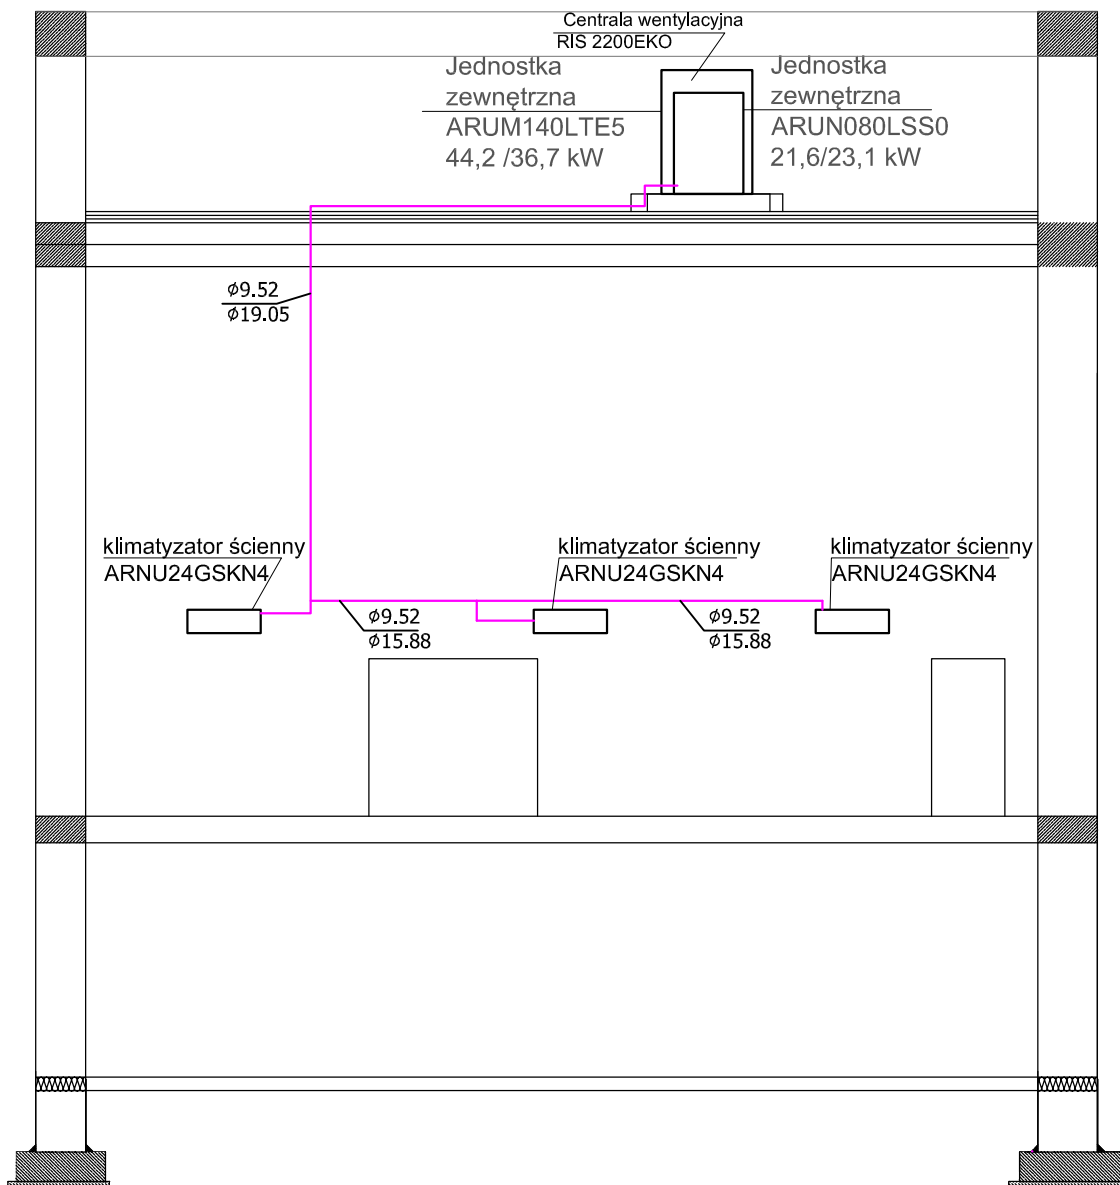 Centrala wentylacyjna
RIS 2200EKO
Jednostka
zewnętrzna
ARUM140LTE5
44,2 /36,7 kW
Jednostka
zewnętrzna
ARUN080LSS0
21,6/23,1 kW
ϕ9.52
ϕ19.05
klimatyzator ścienny
ARNU24GSKN4
klimatyzator ścienny
ARNU24GSKN4
klimatyzator ścienny
ARNU24GSKN4
ϕ9.52
ϕ15.88
ϕ9.52
ϕ15.88